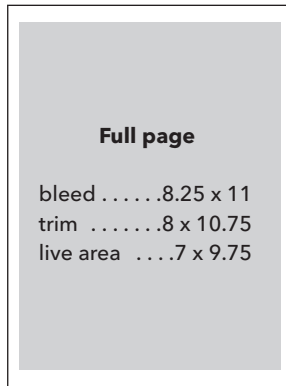 Full page
bleed . . . . . .8.25 x 11
trim . . . . . . .8 x 10.75
live area . . . .7 x 9.75